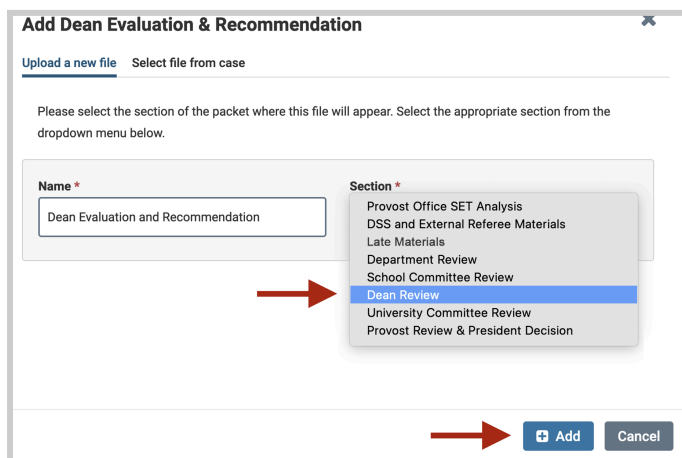 Add Dean Evaluation & Recommendation
Upload a new file Select file from case
Please select the section of the packet where this file will appear. Select the appropriate section from the
dropdown menu below.
Name * Section *
Dean Evaluation and Recommendation
Provost Office SET Analysis
DSS and External Referee Materials
Late Materials
Department Review
School Committee Review
Dean Review
University Committee Review
Provost Review & President Decision
Add Cancel